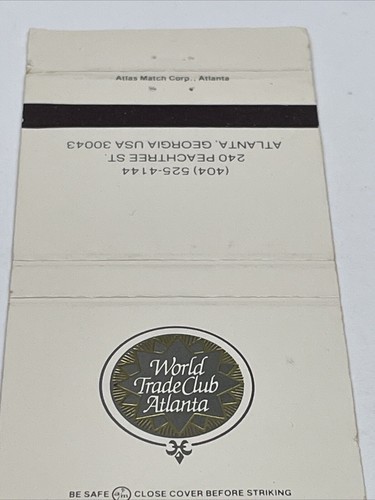 Atlas Match Corp., Atlanta
(404) 525-4144
240 PEACHTREE ST.
ATLANTA, GEORGIA USA 30043
World
Trade Club
Atlanta
BE SAFE CLOSE COVER BEFORE STRIKING